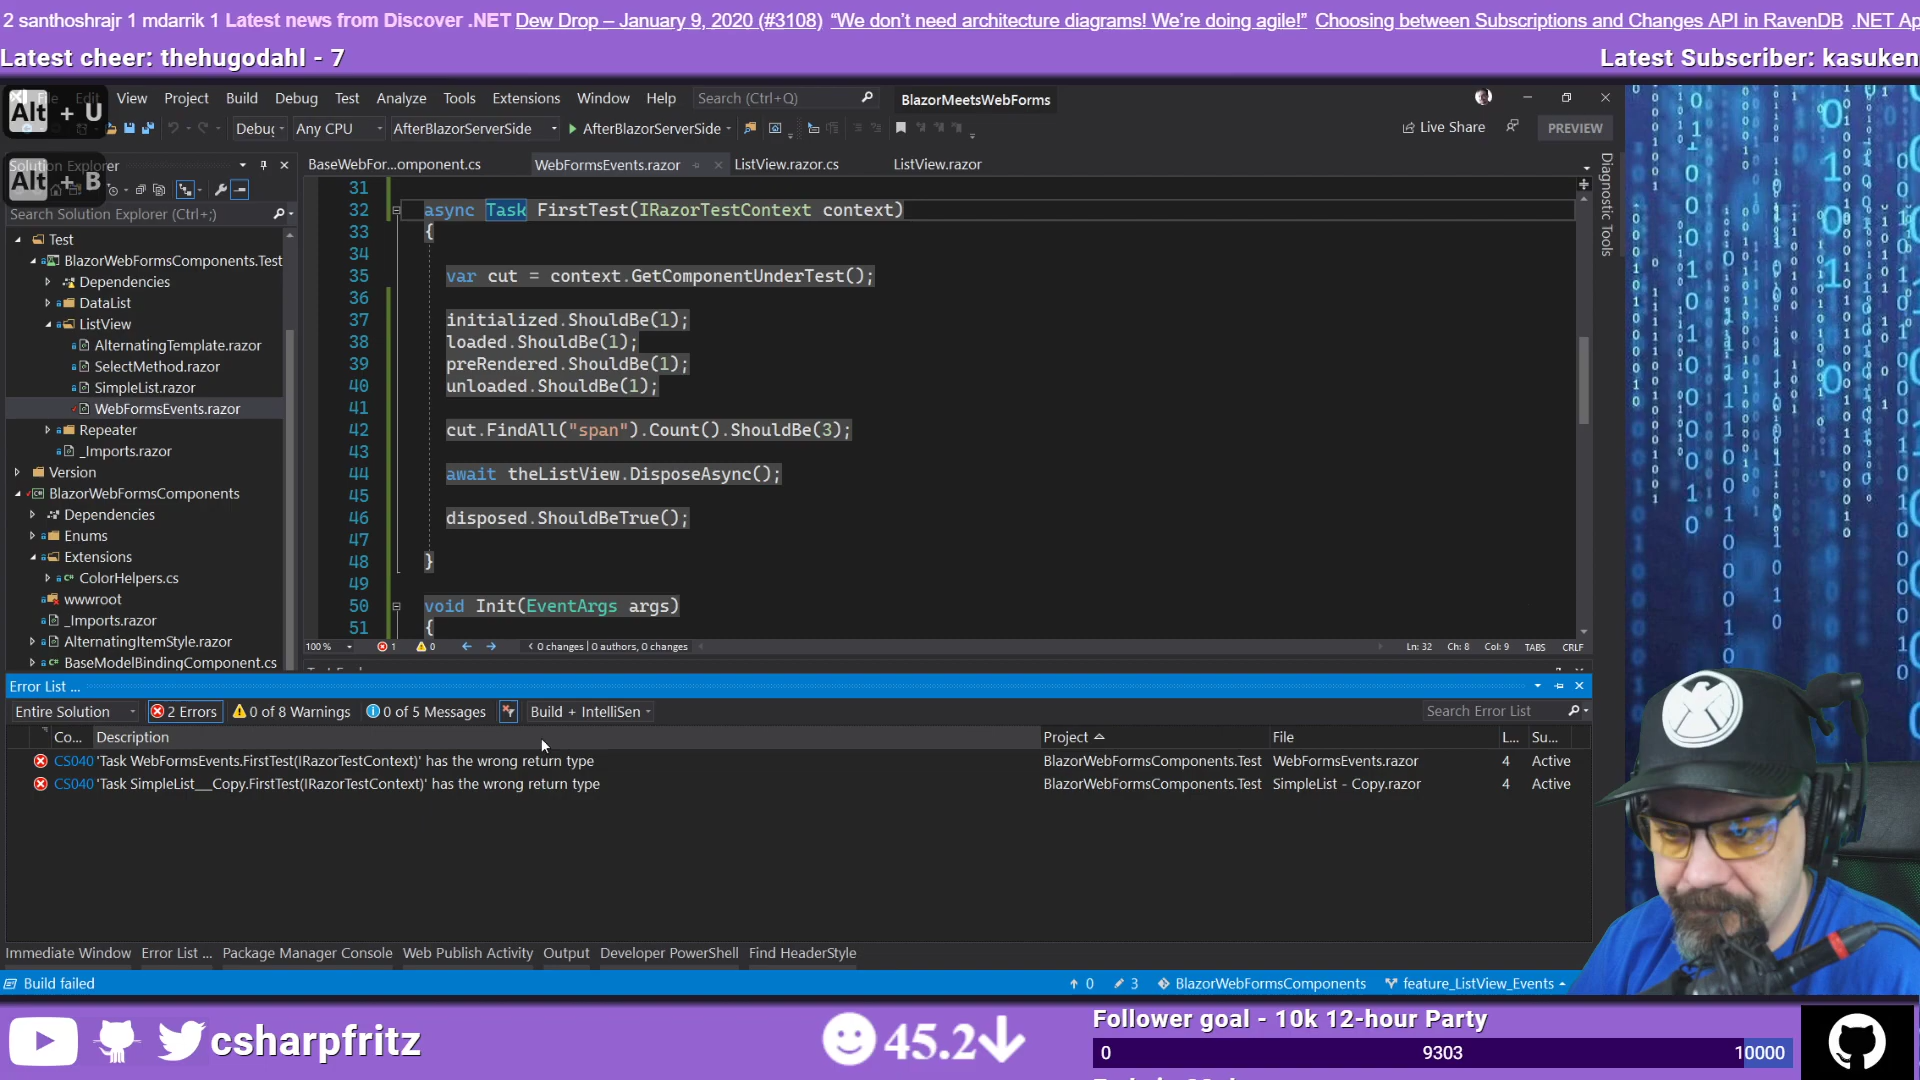 2 santhoshrajr 1 mdarrik 1 Latest news from Discover .NET Dew Drop – January 9, 2020 (#3108) “We don’t need architecture diagrams! We’re doing agile!” Choosing between Subscriptions and Changes API in RavenDB .NET Ap
Latest cheer: thehugodahl - 7
Latest Subscriber: kasuken
Alt + U
Edit View Project Build Debug Test Analyze Tools Extensions Window Help Search (Ctrl+Q) BlazorMeetsWebForms
Debug Any CPU AfterBlazorServerSide AfterBlazorServerSide Live Share PREVIEW
Solution Explorer
Alt + B
Search Solution Explorer (Ctrl+;)
Test
BlazorWebFormsComponents.Test
Dependencies
DataList
ListView
AlternatingTemplate.razor
SelectMethod.razor
SimpleList.razor
WebFormsEvents.razor
Repeater
_Imports.razor
Version
BlazorWebFormsComponents
Dependencies
Enums
Extensions
ColorHelpers.cs
wwwroot
_Imports.razor
AlternatingItemStyle.razor
BaseModelBindingComponent.cs
BaseWebFor...omponent.cs WebFormsEvents.razor ListView.razor.cs ListView.razor
Diagnostic Tools
31
32 async Task FirstTest(IRazorTestContext context)
33 {
34
35 var cut = context.GetComponentUnderTest();
36
37 initialized.ShouldBe(1);
38 loaded.ShouldBe(1);
39 preRendered.ShouldBe(1);
40 unloaded.ShouldBe(1);
41
42 cut.FindAll("span").Count().ShouldBe(3);
43
44 await theListView.DisposeAsync();
45
46 disposed.ShouldBeTrue();
47
48 }
49
50 void Init(EventArgs args)
51 {
100% 1 0 0 changes | 0 authors, 0 changes Ln: 32 Ch: 8 Col: 9 TABS CRLF
Error List ...
Entire Solution 2 Errors 0 of 8 Warnings 0 of 5 Messages Build + IntelliSen Search Error List
Co... Description Project File L... Su...
CS040 'Task WebFormsEvents.FirstTest(IRazorTestContext)' has the wrong return type BlazorWebFormsComponents.Test WebFormsEvents.razor 4 Active
CS040 'Task SimpleList___Copy.FirstTest(IRazorTestContext)' has the wrong return type BlazorWebFormsComponents.Test SimpleList - Copy.razor 4 Active
Immediate Window Error List ... Package Manager Console Web Publish Activity Output Developer PowerShell Find HeaderStyle
Build failed 0 3 BlazorWebFormsComponents feature_ListView_Events
csharpfritz
45.2
Follower goal - 10k 12-hour Party
0 9303 10000